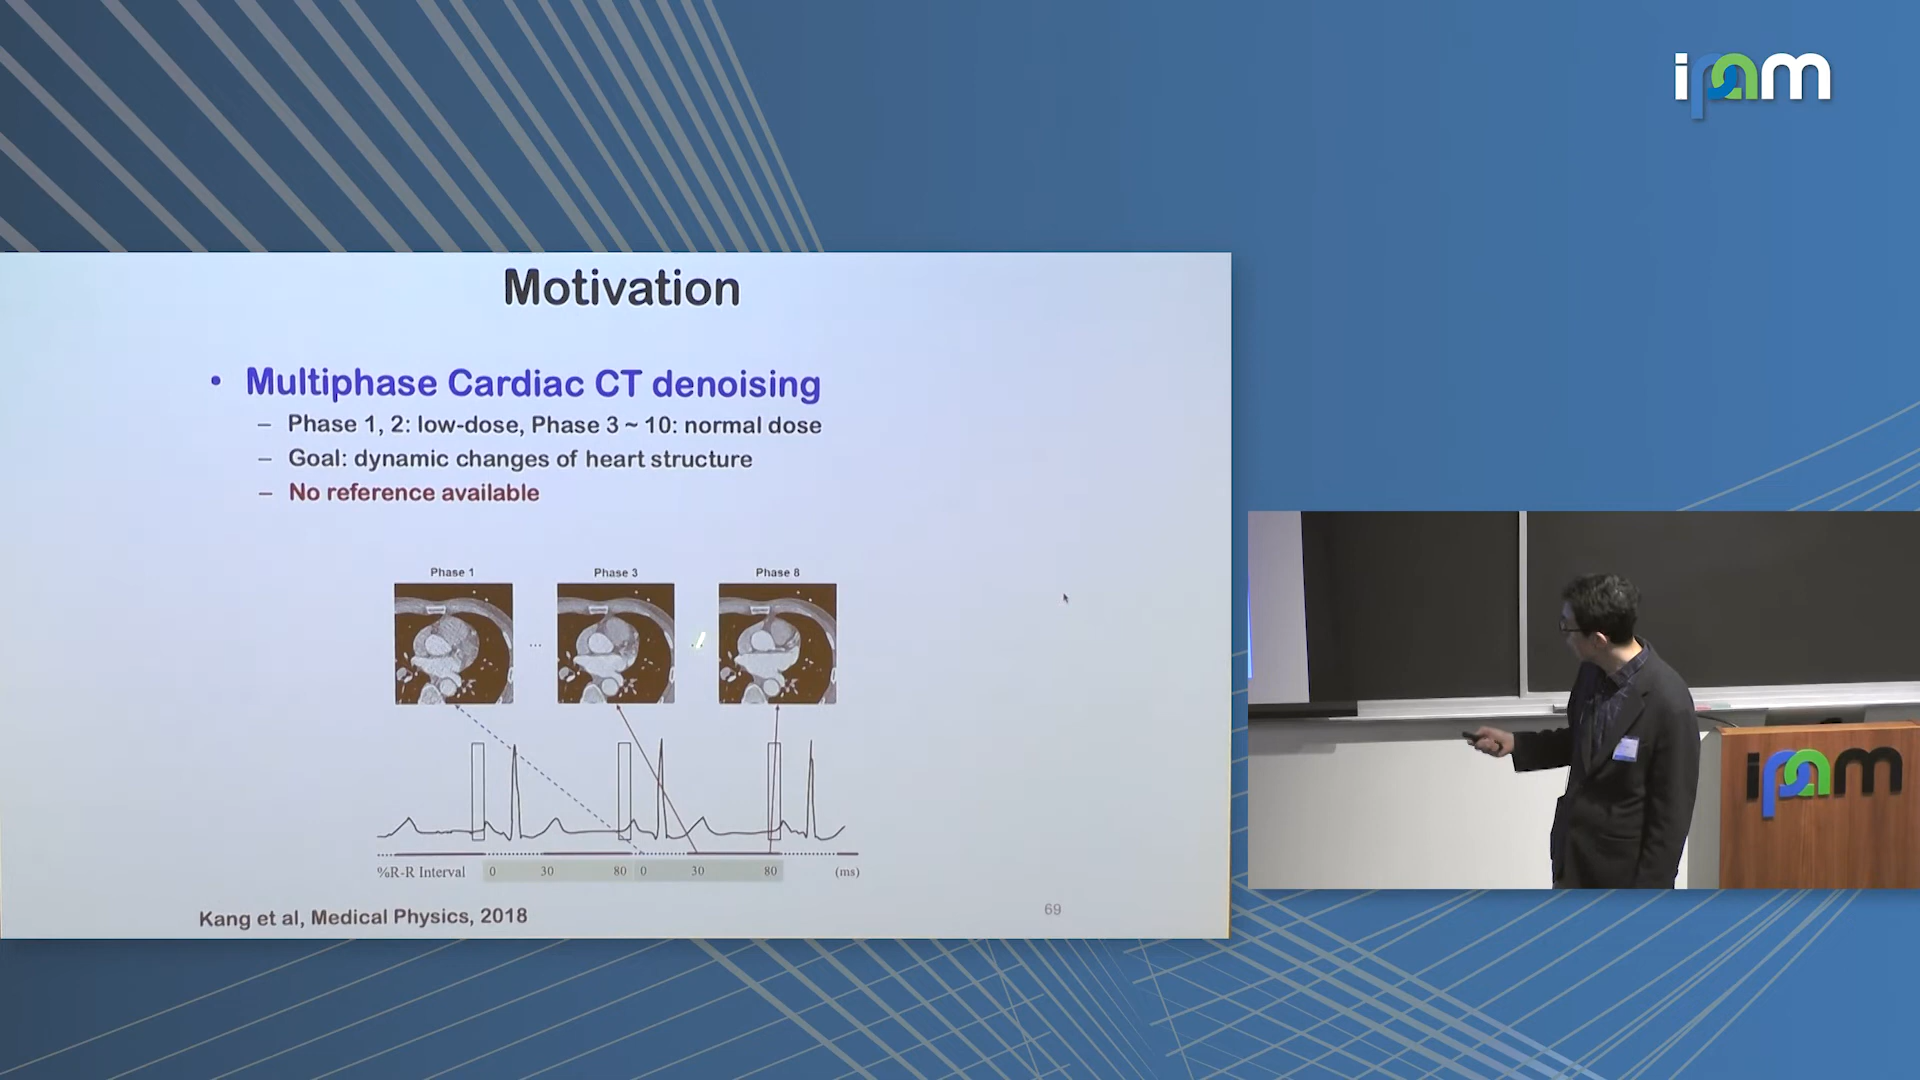 ipam
Motivation
• Multiphase Cardiac CT denoising
– Phase 1, 2: low-dose, Phase 3 ~ 10: normal dose
– Goal: dynamic changes of heart structure
– No reference available
Phase 1 Phase 3 Phase 8
... 
%R-R Interval 0 30 80 0 30 80 (ms)
Kang et al, Medical Physics, 2018
69
ipam